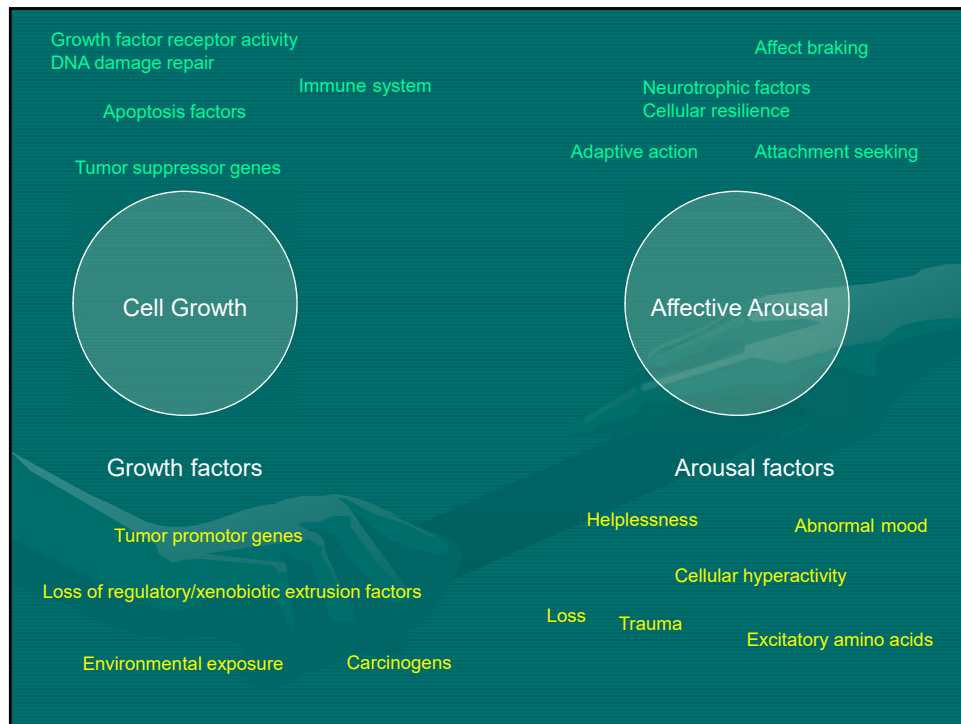 Growth factor receptor activity
DNA damage repair
Immune system
Apoptosis factors
Tumor suppressor genes
Cell Growth
Growth factors
Tumor promotor genes
Loss of regulatory/xenobiotic extrusion factors
Environmental exposure
Carcinogens
Affect braking
Neurotrophic factors
Cellular resilience
Adaptive action
Attachment seeking
Affective Arousal
Arousal factors
Helplessness
Abnormal mood
Cellular hyperactivity
Loss
Trauma
Excitatory amino acids